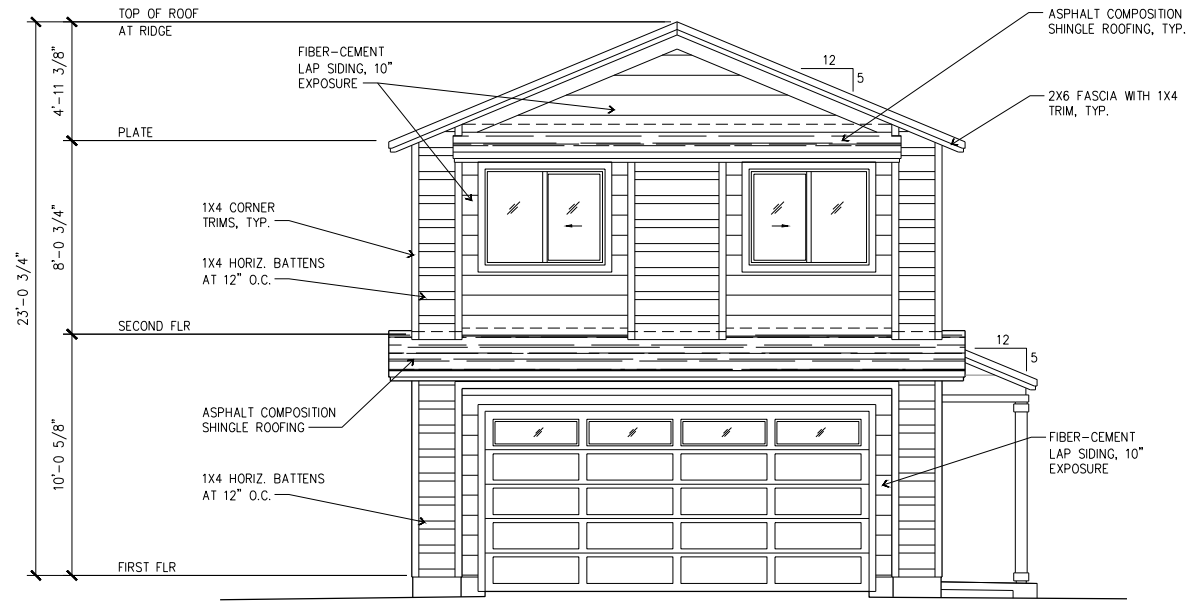 TOP OF ROOF
AT RIDGE
ASPHALT COMPOSITION
SHINGLE ROOFING, TYP.
FIBER-CEMENT
LAP SIDING, 10"
EXPOSURE
12
5
4'-11 3/8"
2X6 FASCIA WITH 1X4
TRIM, TYP.
PLATE
1X4 CORNER
TRIMS, TYP.
8'-0 3/4"
23'-0 3/4"
1X4 HORIZ. BATTENS
AT 12" O.C.
SECOND FLR
12
5
ASPHALT COMPOSITION
SHINGLE ROOFING
10'-0 5/8"
FIBER-CEMENT
LAP SIDING, 10"
EXPOSURE
1X4 HORIZ. BATTENS
AT 12" O.C.
FIRST FLR